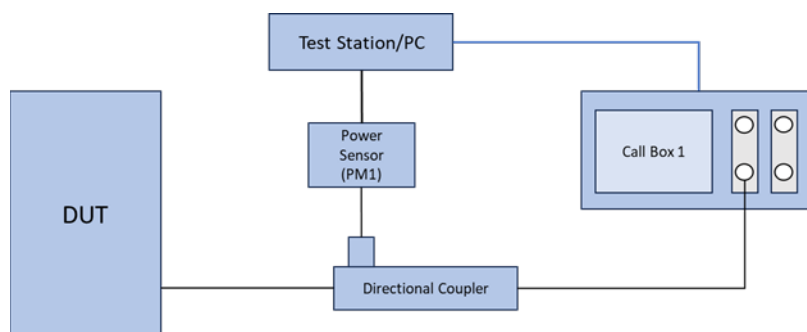 Test Station/PC
Power
Sensor
(PM1)
Call Box 1
DUT
Directional Coupler